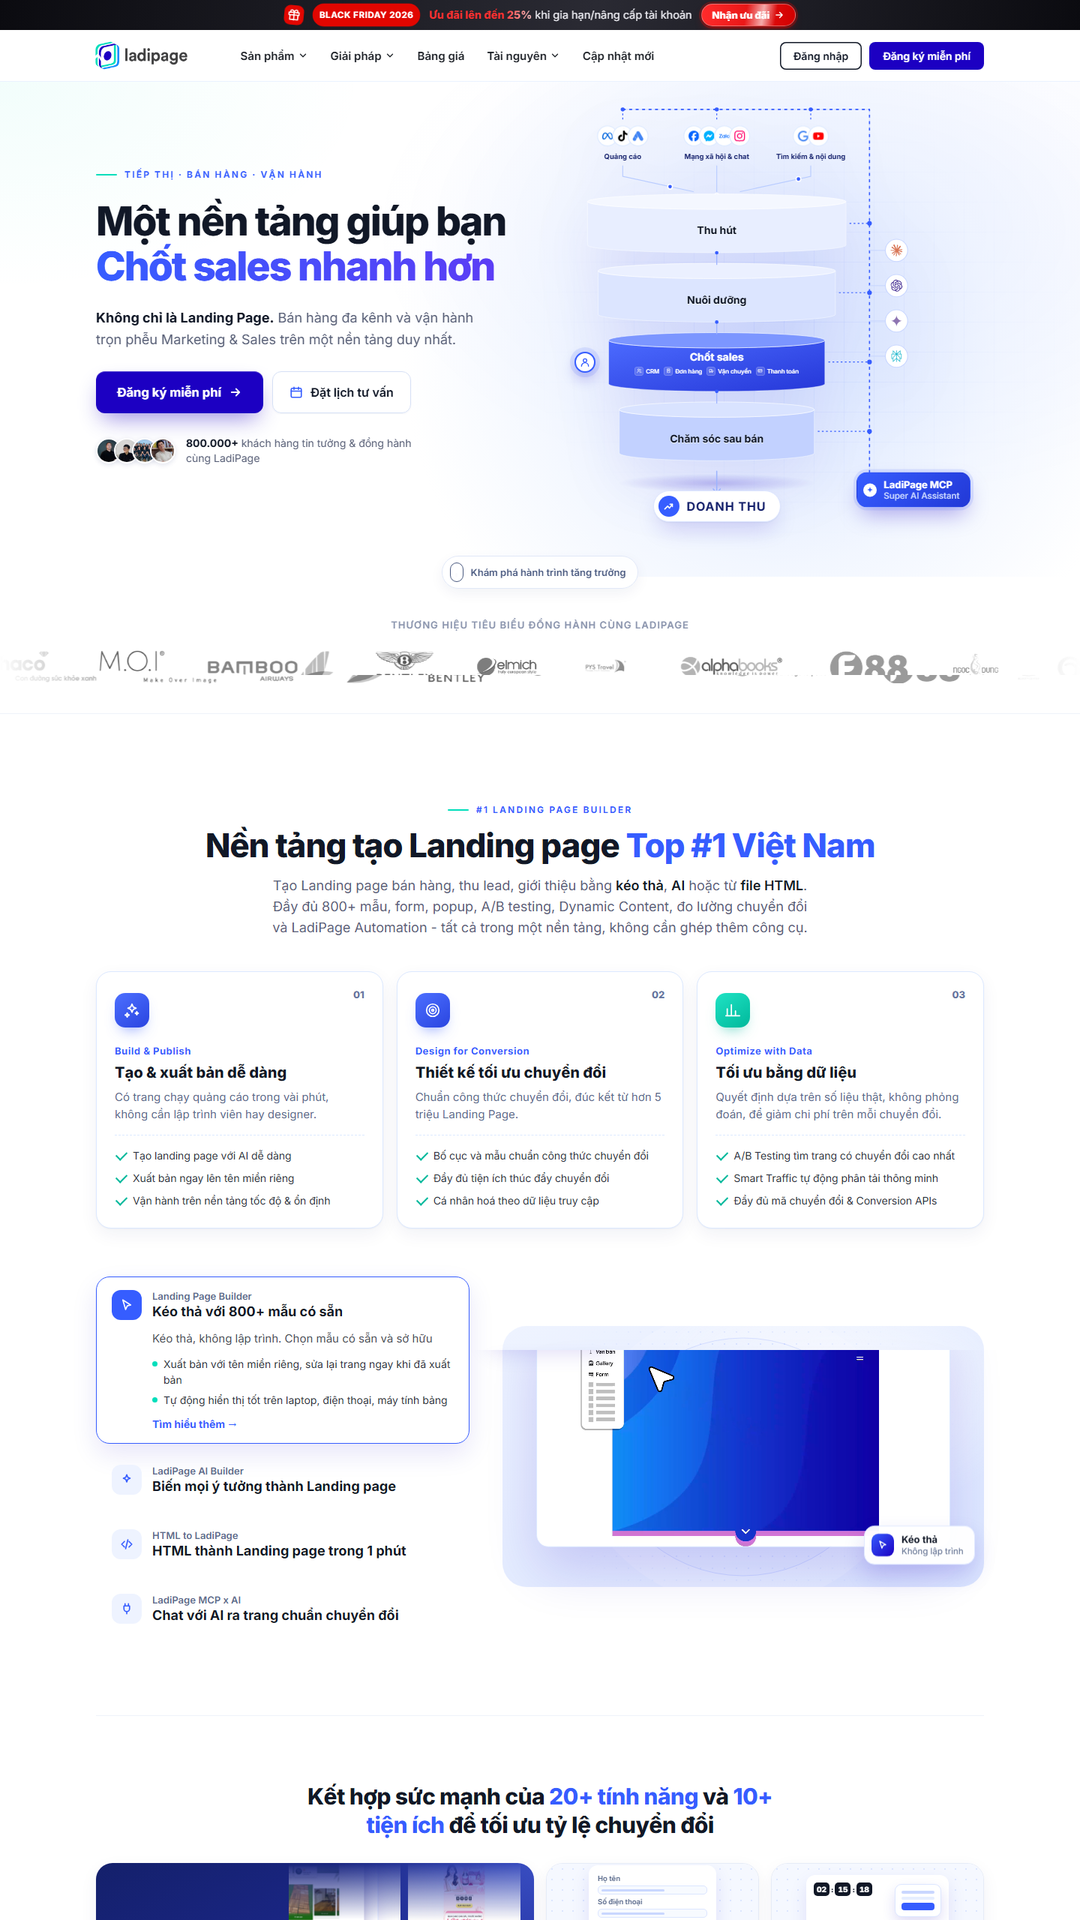 BLACK FRIDAY 2026
Ưu đãi lên đến 25% khi gia hạn/nâng cấp tài khoản
Nhận ưu đãi →
ladipage
Sản phẩm
Giải pháp
Bảng giá
Tài nguyên
Cập nhật mới
Đăng nhập
Đăng ký miễn phí
TIẾP THỊ · BÁN HÀNG · VẬN HÀNH
Một nền tảng giúp bạn
Chốt sales nhanh hơn
Không chỉ là Landing Page. Bán hàng đa kênh và vận hành
trọn phễu Marketing & Sales trên một nền tảng duy nhất.
Đăng ký miễn phí →
Đặt lịch tư vấn
800.000+ khách hàng tin tưởng & đồng hành
cùng LadiPage
Quảng cáo
Zalo
Mạng xã hội & chat
Tìm kiếm & nội dung
Thu hút
Nuôi dưỡng
Chốt sales
CRM
Đơn hàng
Vận chuyển
Thanh toán
Chăm sóc sau bán
DOANH THU
LadiPage MCP
Super AI Assistant
Khám phá hành trình tăng trưởng
THƯƠNG HIỆU TIÊU BIỂU ĐỒNG HÀNH CÙNG LADIPAGE
M.O.I
Make Over Image
BAMBOO
AIRWAYS
BENTLEY
elmich
PYS Travel
alphabooks
knowledge is power
F88
NGỌC DUNG
#1 LANDING PAGE BUILDER
Nền tảng tạo Landing page Top #1 Việt Nam
Tạo Landing page bán hàng, thu lead, giới thiệu bằng kéo thả, AI hoặc từ file HTML.
Đầy đủ 800+ mẫu, form, popup, A/B testing, Dynamic Content, đo lường chuyển đổi
và LadiPage Automation - tất cả trong một nền tảng, không cần ghép thêm công cụ.
01
Build & Publish
Tạo & xuất bản dễ dàng
Có trang chạy quảng cáo trong vài phút,
không cần lập trình viên hay designer.
Tạo landing page với AI dễ dàng
Xuất bản ngay lên tên miền riêng
Vận hành trên nền tảng tốc độ & ổn định
02
Design for Conversion
Thiết kế tối ưu chuyển đổi
Chuẩn công thức chuyển đổi, đúc kết từ hơn 5
triệu Landing Page.
Bố cục và mẫu chuẩn công thức chuyển đổi
Đầy đủ tiện ích thúc đẩy chuyển đổi
Cá nhân hoá theo dữ liệu truy cập
03
Optimize with Data
Tối ưu bằng dữ liệu
Quyết định dựa trên số liệu thật, không phỏng
đoán, để giảm chi phí trên mỗi chuyển đổi.
A/B Testing tìm trang có chuyển đổi cao nhất
Smart Traffic tự động phân tải thông minh
Đầy đủ mã chuyển đổi & Conversion APIs
Landing Page Builder
Kéo thả với 800+ mẫu có sẵn
Kéo thả, không lập trình. Chọn mẫu có sẵn và sở hữu
Xuất bản với tên miền riêng, sửa lại trang ngay khi đã xuất
bản
Tự động hiển thị tốt trên laptop, điện thoại, máy tính bảng
Tìm hiểu thêm →
LadiPage AI Builder
Biến mọi ý tưởng thành Landing page
HTML to LadiPage
HTML thành Landing page trong 1 phút
LadiPage MCP x AI
Chat với AI ra trang chuẩn chuyển đổi
Văn bản
Gallery
Form
Kéo thả
Không lập trình
Kết hợp sức mạnh của 20+ tính năng và 10+
tiện ích để tối ưu tỷ lệ chuyển đổi
Họ tên
Số điện thoại
02 : 15 : 18